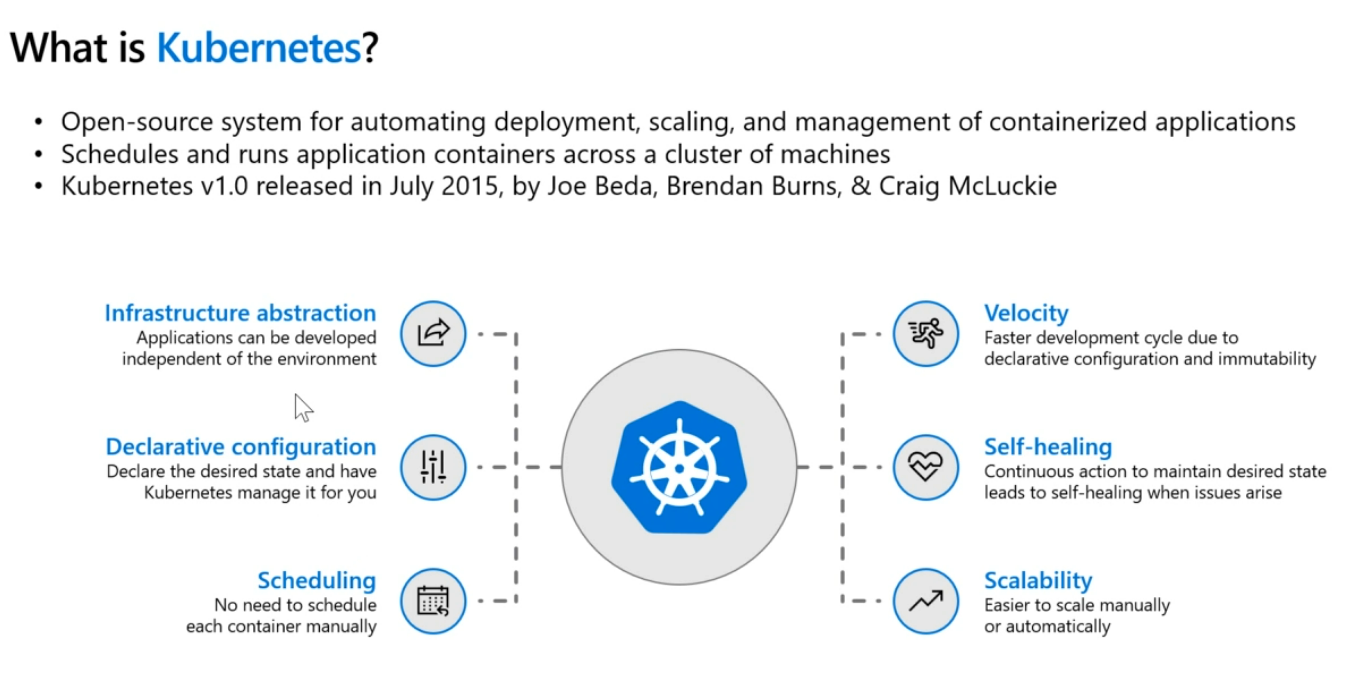 What is Kubernetes?
• Open-source system for automating deployment, scaling, and management of containerized applications
• Schedules and runs application containers across a cluster of machines
• Kubernetes v1.0 released in July 2015, by Joe Beda, Brendan Burns, & Craig McLuckie
Infrastructure abstraction
Applications can be developed
independent of the environment
Declarative configuration
Declare the desired state and have
Kubernetes manage it for you
Scheduling
No need to schedule
each container manually
Velocity
Faster development cycle due to
declarative configuration and immutability
Self-healing
Continuous action to maintain desired state
leads to self-healing when issues arise
Scalability
Easier to scale manually
or automatically